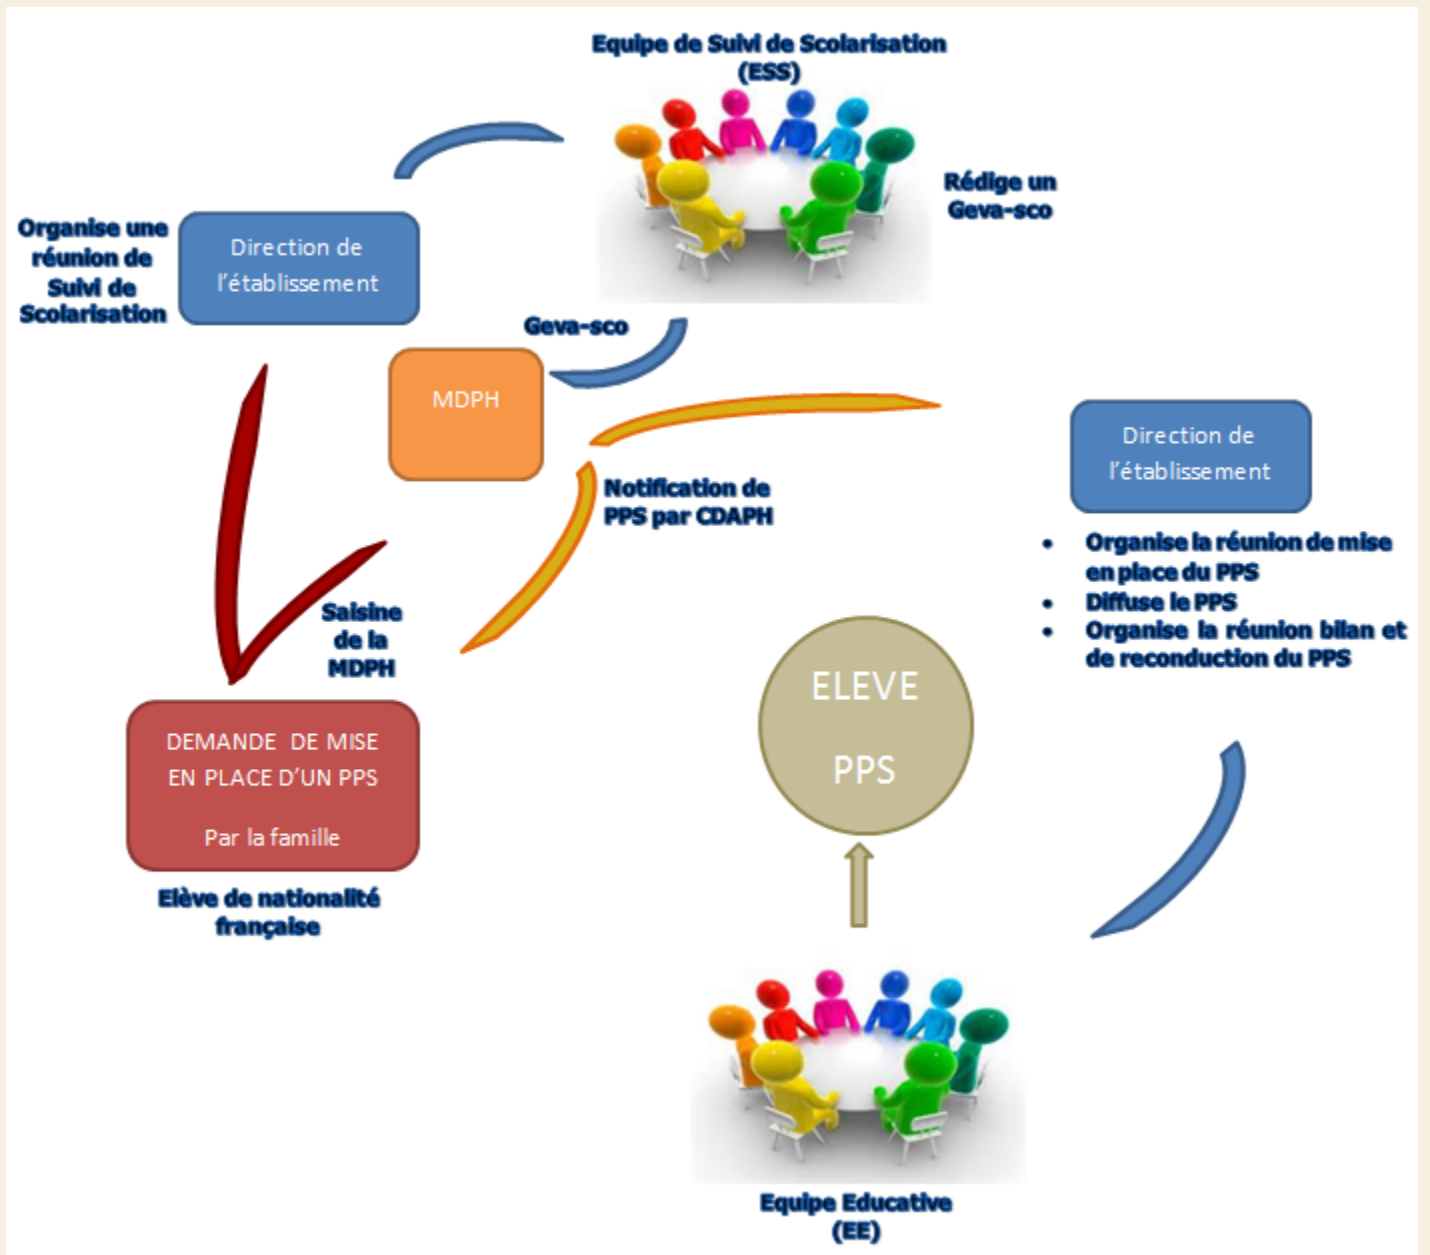 Equipe de Suivi de Scolarisation
(ESS)
Rédige un
Geva-sco
Organise une
réunion de
Suivi de
Scolarisation
Direction de
l'établissement
Geva-sco
MDPH
Notification de
PPS par CDAPH
Direction de
l'établissement
• Organise la réunion de mise
en place du PPS
• Diffuse le PPS
• Organise la réunion bilan et
de reconduction du PPS
Saisine
de la
MDPH
DEMANDE DE MISE
EN PLACE D'UN PPS
Par la famille
Elève de nationalité
française
ELEVE
PPS
Equipe Educative
(EE)